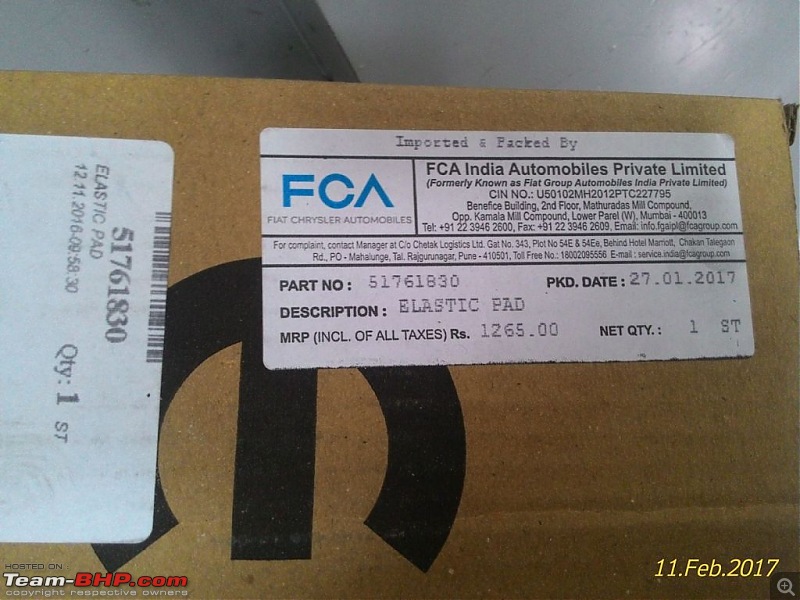 ELASTIC PAD
12.11.2016-09:58:30
51761830
Qty: 1 ST
Imported & Packed By
FCA
FIAT CHRYSLER AUTOMOBILES
FCA India Automobiles Private Limited
(Formerly Known as Fiat Group Automobiles India Private Limited)
CIN NO.: U50102MH2012PTC227795
Benefice Building, 2nd Floor, Mathuradas Mill Compound,
Opp. Kamala Mill Compound, Lower Parel (W), Mumbai - 400013
Tel: +91 22 3946 2600, Fax: +91 22 3946 2609, Email: info.fgaipl@fcagroup.com
For complaint, contact Manager at C/o Chetak Logistics Ltd. Gat No. 343, Plot No 54E & 54Ee, Behind Hotel Marriott, Chakan Talegaon
Rd., PO - Mahalunge, Tal. Rajgurunagar, Pune - 410501, Toll Free No.: 18002095556 E-mail : service.india@fcagroup.com
PART NO : 51761830 PKD. DATE : 27.01.2017
DESCRIPTION : ELASTIC PAD
MRP (INCL. OF ALL TAXES) Rs. 1265.00 NET QTY. : 1 ST
HOSTED ON
Team-BHP.com
copyright respective owners
11.Feb.2017